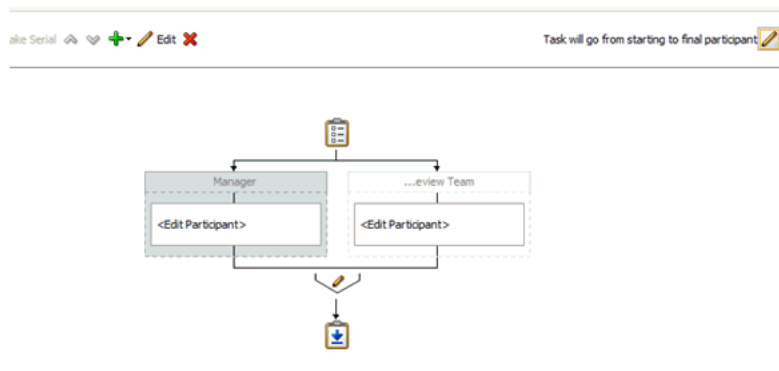 ake Serial Edit Task will go from starting to final participant
Manager ...eview Team
<Edit Participant> <Edit Participant>